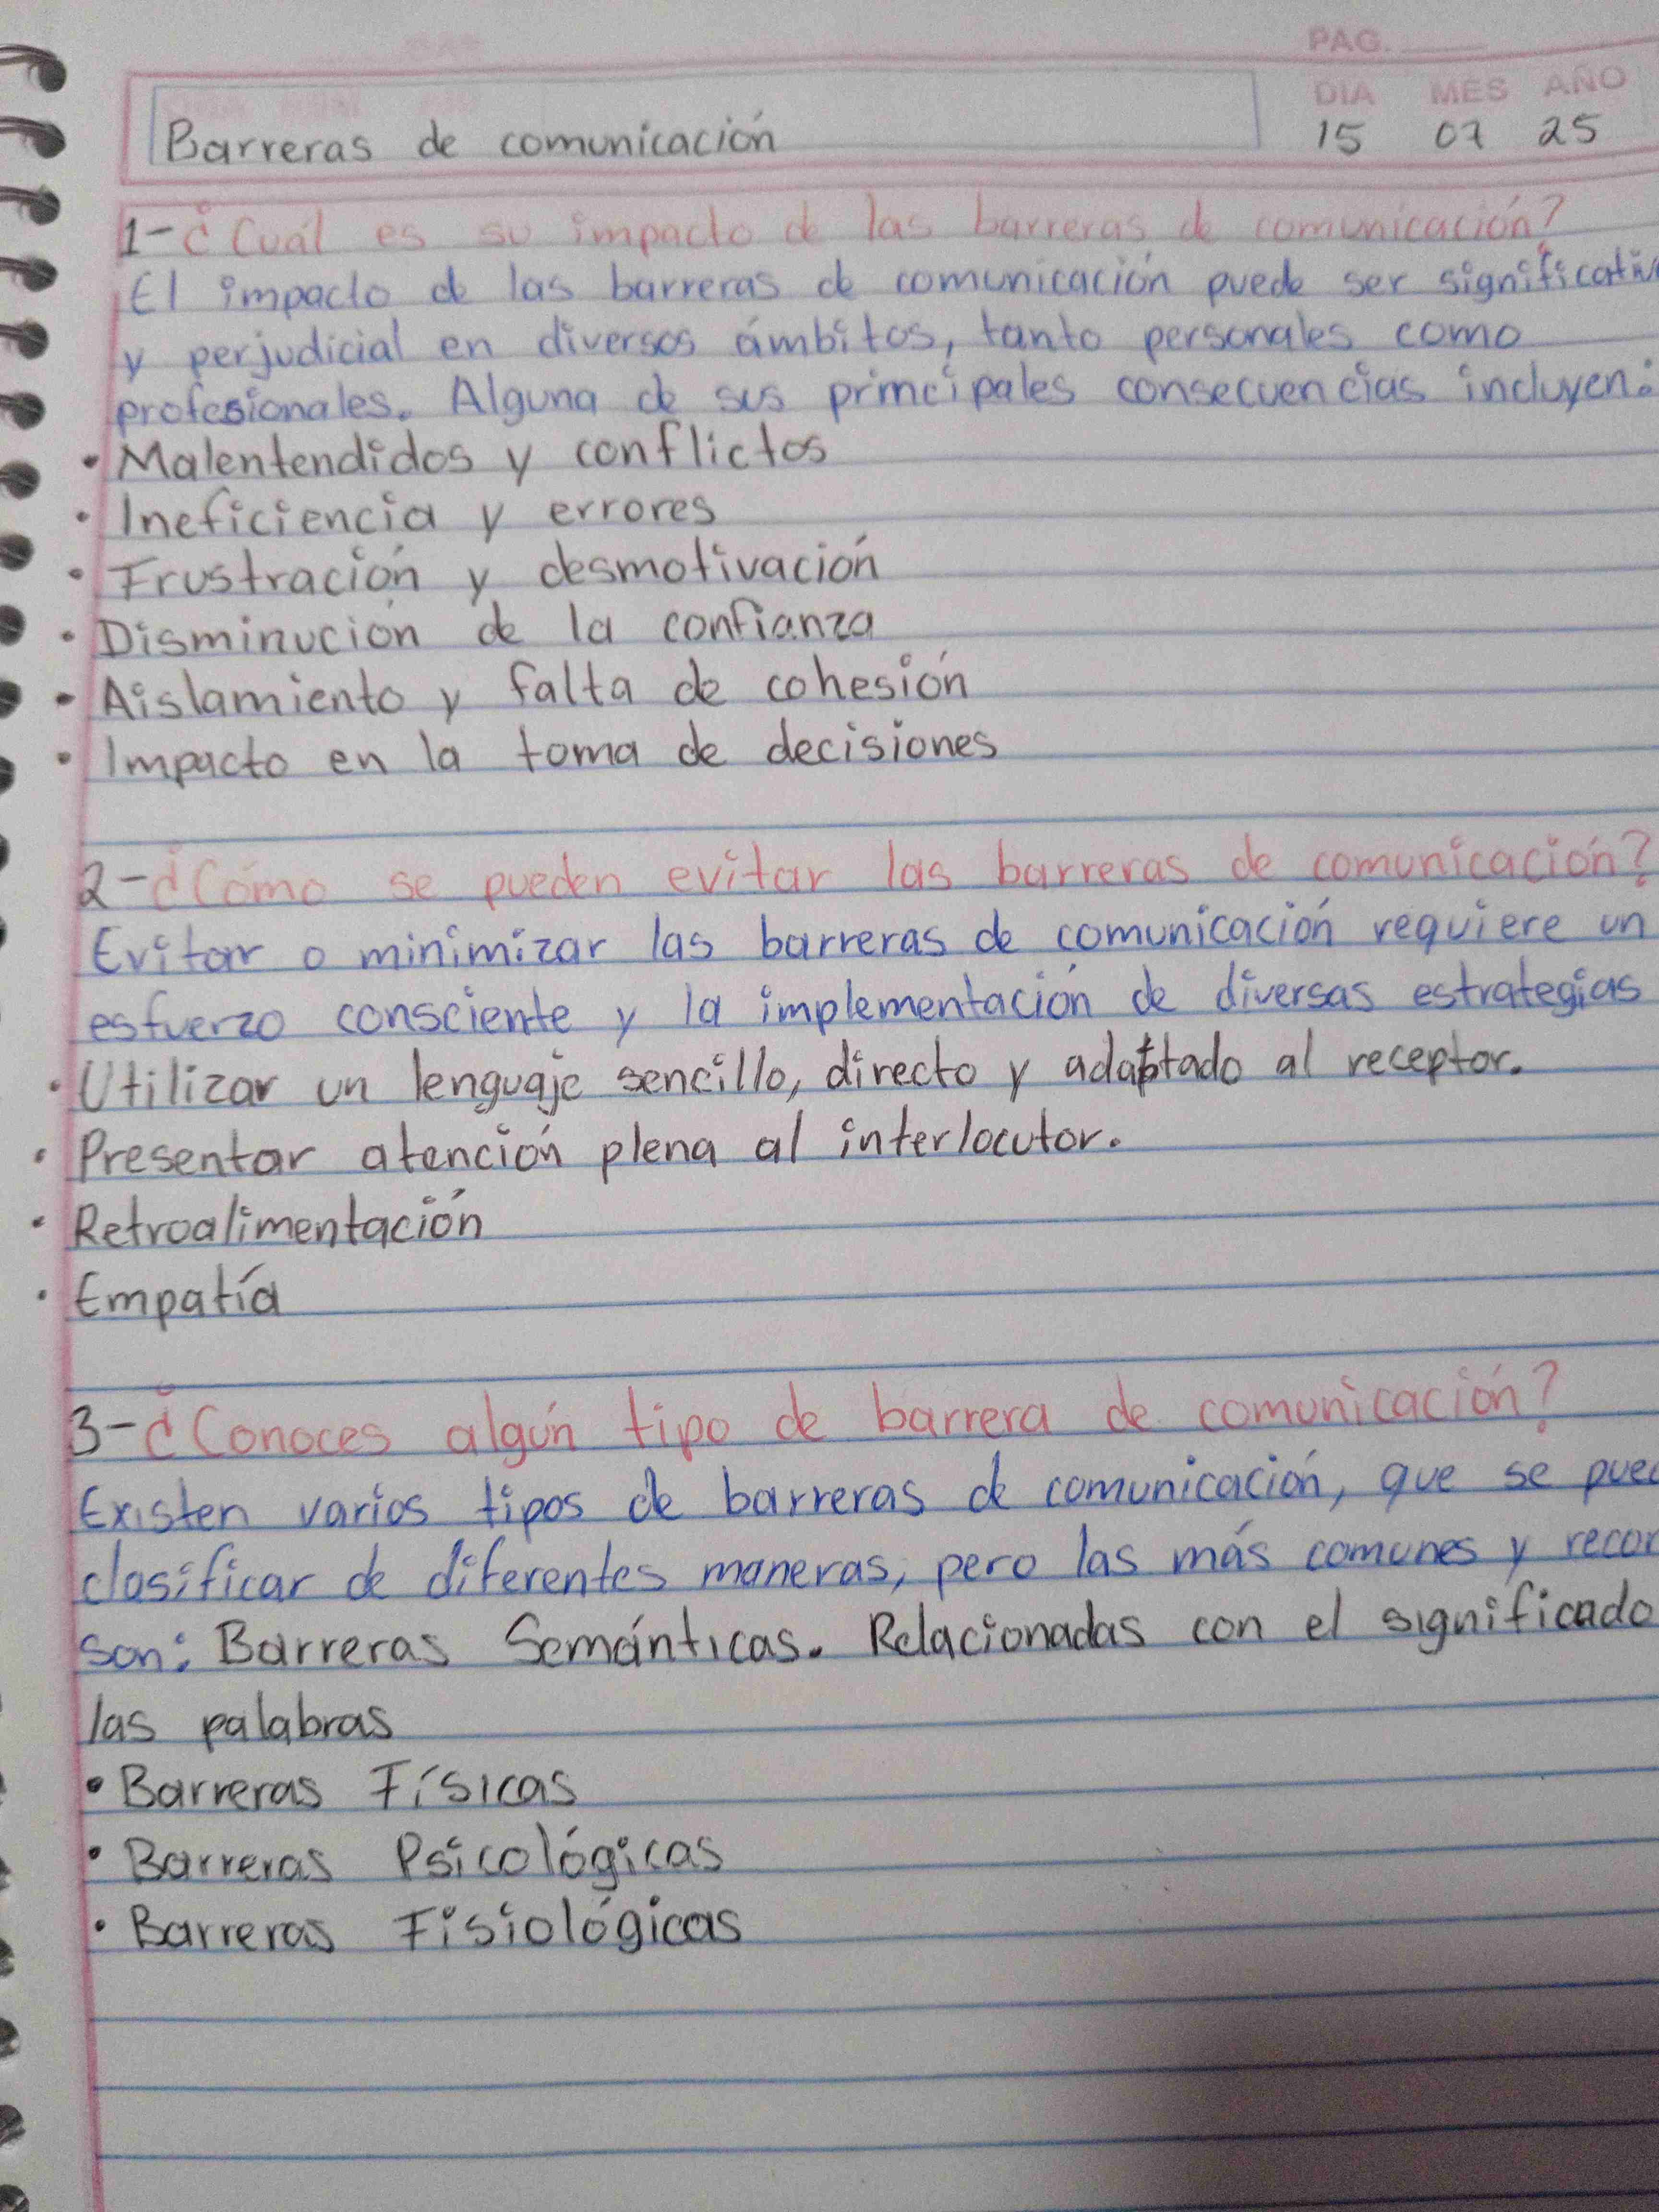 PAG.
DIA MES AÑO
Barreras de comunicación 15 07 25
1-¿Cuál es su impacto de las barreras de comunicación?
El impacto de las barreras de comunicación puede ser significativ
y perjudicial en diversos ámbitos, tanto personales como
profesionales. Alguna de sus principales consecuencias incluyen:
• Malentendidos y conflictos
• Ineficiencia y errores
• Frustración y desmotivación
• Disminución de la confianza
• Aislamiento y falta de cohesión
• Impacto en la toma de decisiones
2-¿Cómo se pueden evitar las barreras de comunicación?
Evitar o minimizar las barreras de comunicación requiere un
esfuerzo consciente y la implementación de diversas estrategias
• Utilizar un lenguaje sencillo, directo y adaptado al receptor.
• Presentar atención plena al interlocutor.
• Retroalimentación
• Empatía
3-¿Conoces algún tipo de barrera de comunicación?
Existen varios tipos de barreras de comunicación, que se pued
clasificar de diferentes maneras, pero las más comunes y recon
son: Barreras Semánticas. Relacionadas con el significado
las palabras
• Barreras Físicas
• Barreras Psicológicas
• Barreras Fisiológicas